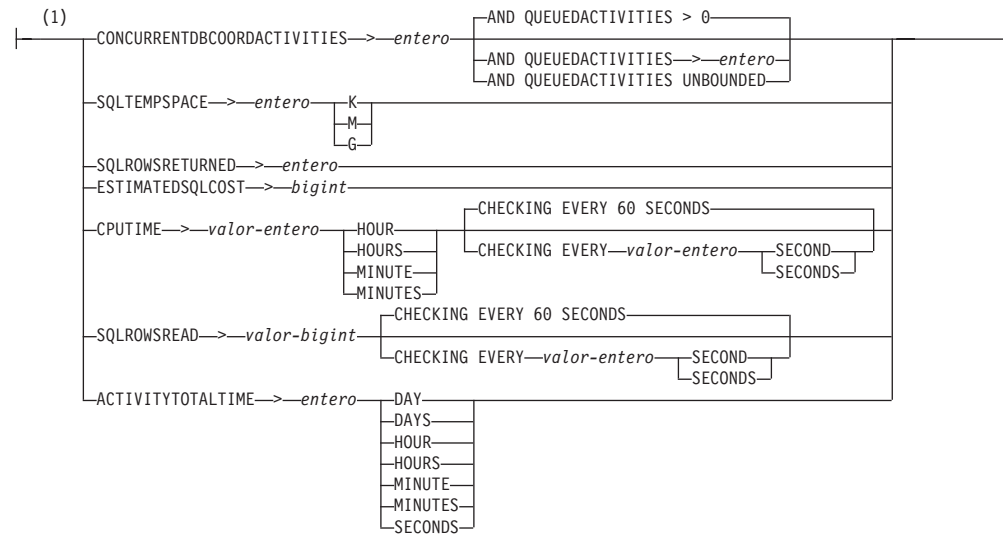 (1)
AND QUEUEDACTIVITIES > 0
CONCURRENTDBCOORDACTIVITIES > entero
AND QUEUEDACTIVITIES > entero
AND QUEUEDACTIVITIES UNBOUNDED
SQLTEMPSPACE > entero K
M
G
SQLROWSRETURNED > entero
ESTIMATEDSQLCOST > bigint
CHECKING EVERY 60 SECONDS
CPUTIME > valor-entero HOUR
HOURS CHECKING EVERY valor-entero SECOND
MINUTE SECONDS
MINUTES
CHECKING EVERY 60 SECONDS
SQLROWSREAD > valor-bigint
CHECKING EVERY valor-entero SECOND
SECONDS
ACTIVITYTOTALTIME > entero DAY
DAYS
HOUR
HOURS
MINUTE
MINUTES
SECONDS